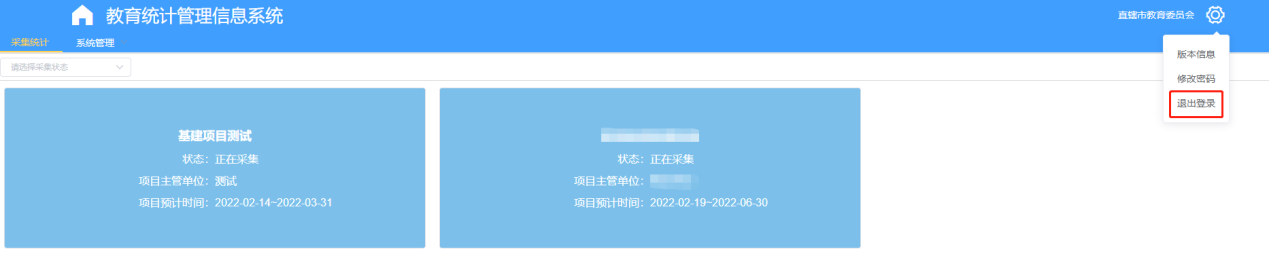 教育统计管理信息系统
直辖市教育委员会
采集统计 系统管理
版本信息
请选择采集状态
修改密码
退出登录
基建项目测试
状态：正在采集
项目主管单位：测试
项目预计时间：2022-02-14~2022-03-31
状态：正在采集
项目主管单位：
项目预计时间：2022-02-19~2022-06-30